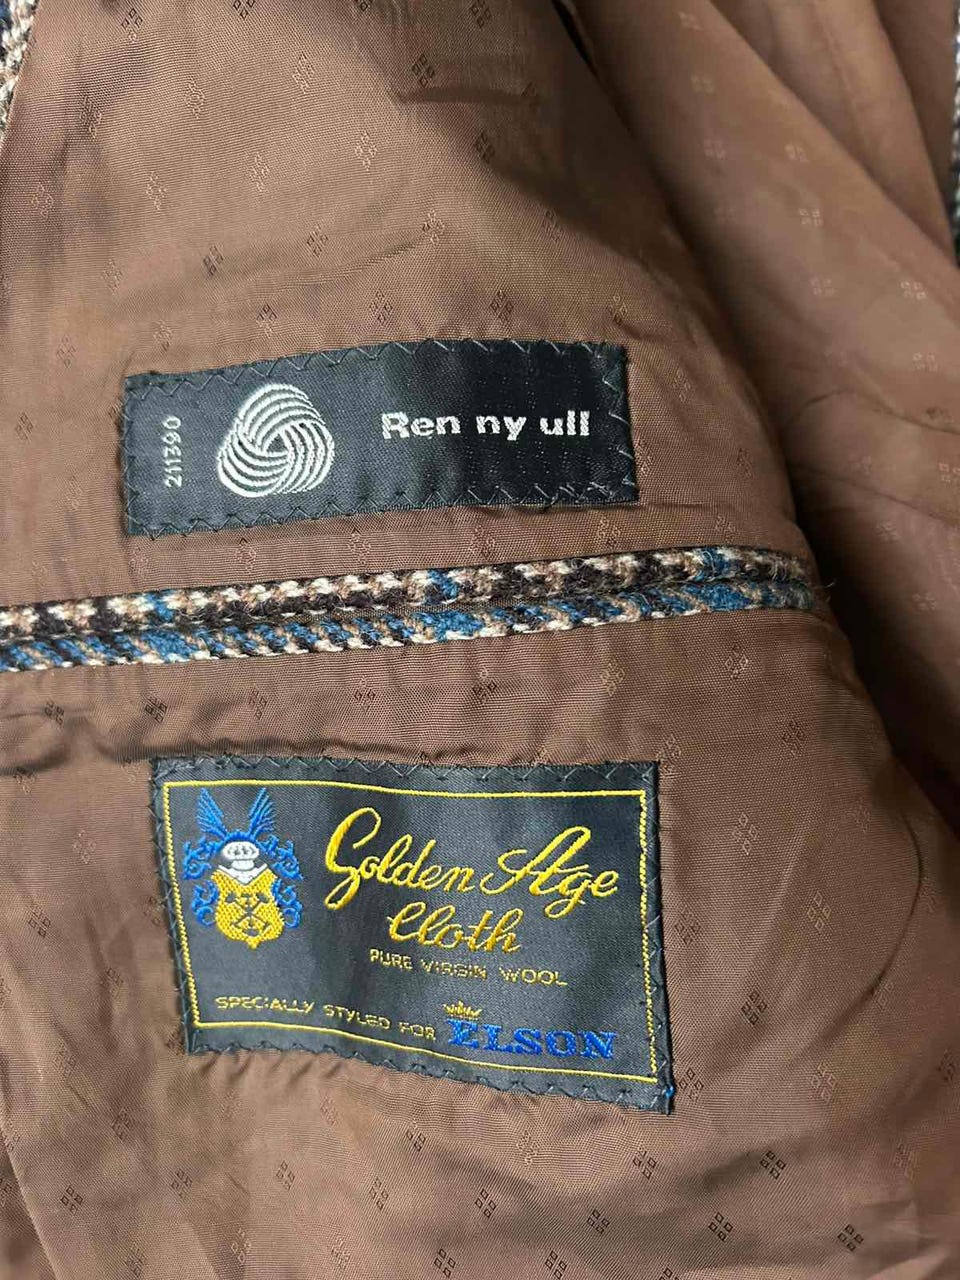 211390
Ren ny ull
Golden Age
Cloth
PURE VIRGIN WOOL
SPECIALLY STYLED FOR ELSON